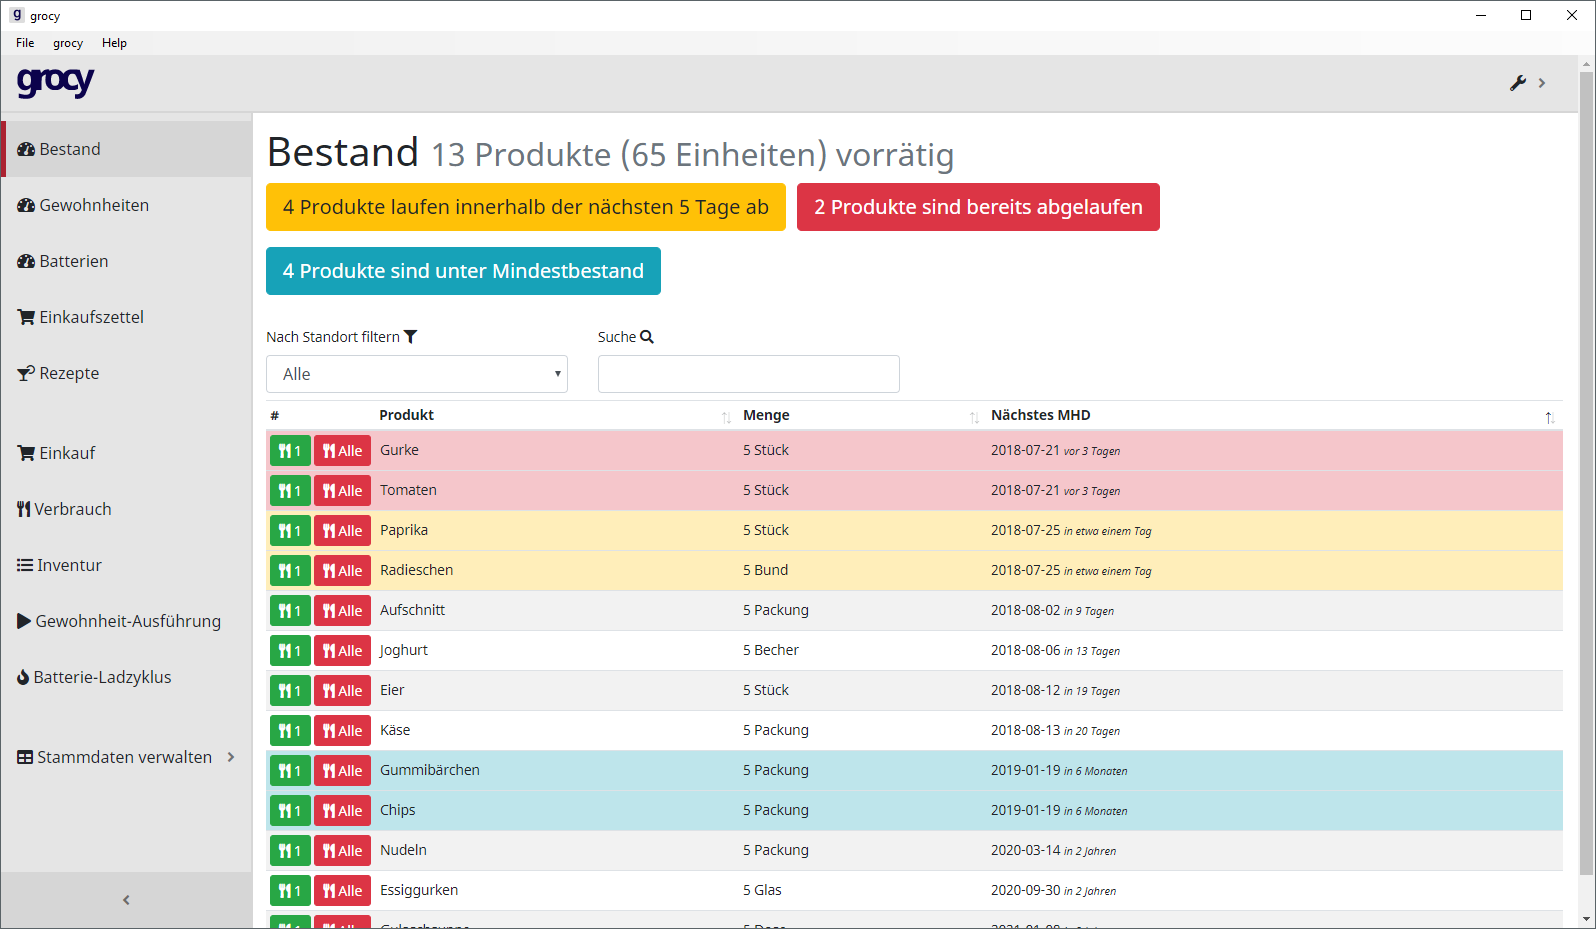 g grocy
File grocy Help
grocy
Bestand
Gewohnheiten
Batterien
Einkaufszettel
Rezepte
Einkauf
Verbrauch
Inventur
Gewohnheit-Ausführung
Batterie-Ladzyklus
Stammdaten verwalten
Bestand 13 Produkte (65 Einheiten) vorrätig
4 Produkte laufen innerhalb der nächsten 5 Tage ab
2 Produkte sind bereits abgelaufen
4 Produkte sind unter Mindestbestand
Nach Standort filtern
Suche
Alle
# Produkt Menge Nächstes MHD
1 Alle Gurke 5 Stück 2018-07-21 vor 3 Tagen
1 Alle Tomaten 5 Stück 2018-07-21 vor 3 Tagen
1 Alle Paprika 5 Stück 2018-07-25 in etwa einem Tag
1 Alle Radieschen 5 Bund 2018-07-25 in etwa einem Tag
1 Alle Aufschnitt 5 Packung 2018-08-02 in 9 Tagen
1 Alle Joghurt 5 Becher 2018-08-06 in 13 Tagen
1 Alle Eier 5 Stück 2018-08-12 in 19 Tagen
1 Alle Käse 5 Packung 2018-08-13 in 20 Tagen
1 Alle Gummibärchen 5 Packung 2019-01-19 in 6 Monaten
1 Alle Chips 5 Packung 2019-01-19 in 6 Monaten
1 Alle Nudeln 5 Packung 2020-03-14 in 2 Jahren
1 Alle Essiggurken 5 Glas 2020-09-30 in 2 Jahren